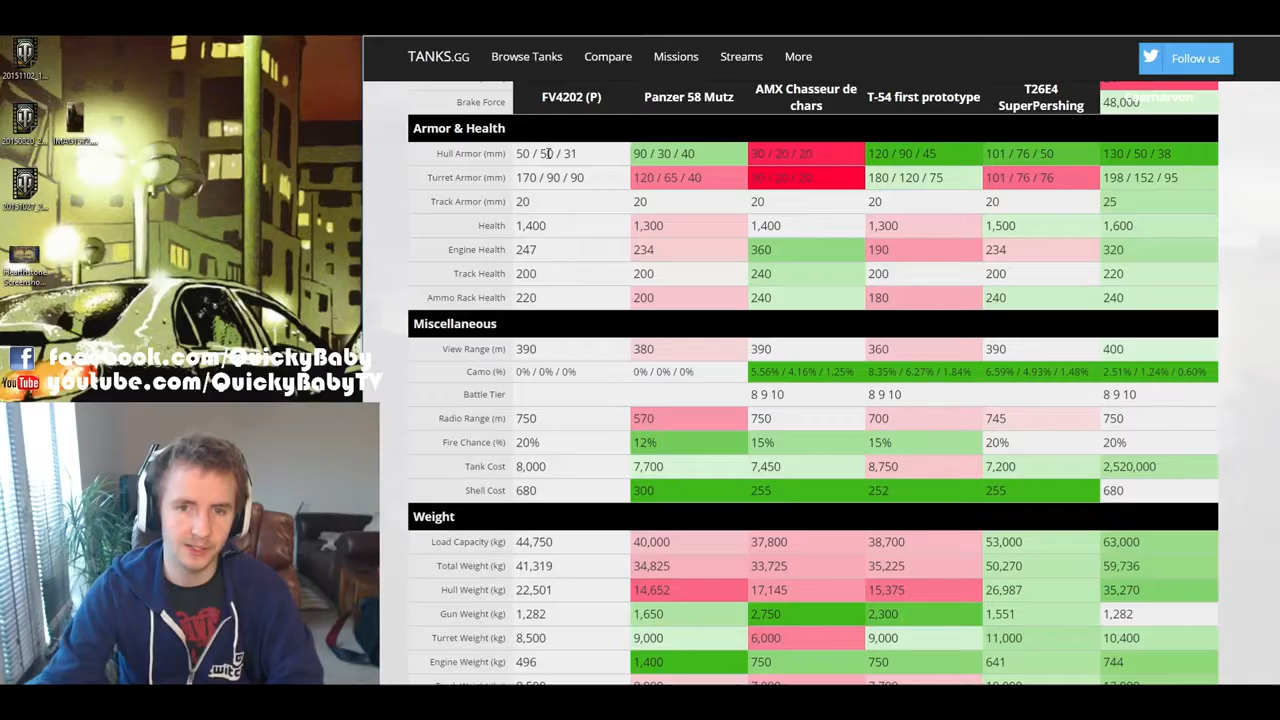 TANKS.GG Browse Tanks Compare Missions Streams More Follow us
FV4202 (P) Panzer 58 Mutz AMX Chasseur de chars T-54 first prototype T26E4 SuperPershing
Brake Force 48,000
Armor & Health
Hull Armor (mm) 50 / 50 / 31 90 / 30 / 40 30 / 20 / 20 120 / 90 / 45 101 / 76 / 50 130 / 50 / 38
Turret Armor (mm) 170 / 90 / 90 120 / 65 / 40 30 / 20 / 20 180 / 120 / 75 101 / 76 / 76 198 / 152 / 95
Track Armor (mm) 20 20 20 20 20 25
Health 1,400 1,300 1,400 1,300 1,500 1,600
Engine Health 247 234 360 190 234 320
Track Health 200 200 240 200 200 220
Ammo Rack Health 220 200 240 180 240 240
Miscellaneous
View Range (m) 390 380 390 360 390 400
Camo (%) 0% / 0% / 0% 0% / 0% / 0% 5.56% / 4.16% / 1.25% 8.35% / 6.27% / 1.84% 6.59% / 4.93% / 1.48% 2.51% / 1.24% / 0.60%
Battle Tier 8 9 10 8 9 10 8 9 10
Radio Range (m) 750 570 750 700 745 750
Fire Chance (%) 20% 12% 15% 15% 20% 20%
Tank Cost 8,000 7,700 7,450 8,750 7,200 2,520,000
Shell Cost 680 300 255 252 255 680
Weight
Load Capacity (kg) 44,750 40,000 37,800 38,700 53,000 63,000
Total Weight (kg) 41,319 34,825 33,725 35,225 50,270 59,736
Hull Weight (kg) 22,501 14,652 17,145 15,375 26,987 35,270
Gun Weight (kg) 1,282 1,650 2,750 2,300 1,551 1,282
Turret Weight (kg) 8,500 9,000 6,000 9,000 11,000 10,400
Engine Weight (kg) 496 1,400 750 750 641 744
20151102_1...
20150820_2...
IMAG1572...
20151027_2...
Hearthstone
Screensho...
facebook.com/QuickyBaby
YouTube youtube.com/QuickyBabyTV
twitch